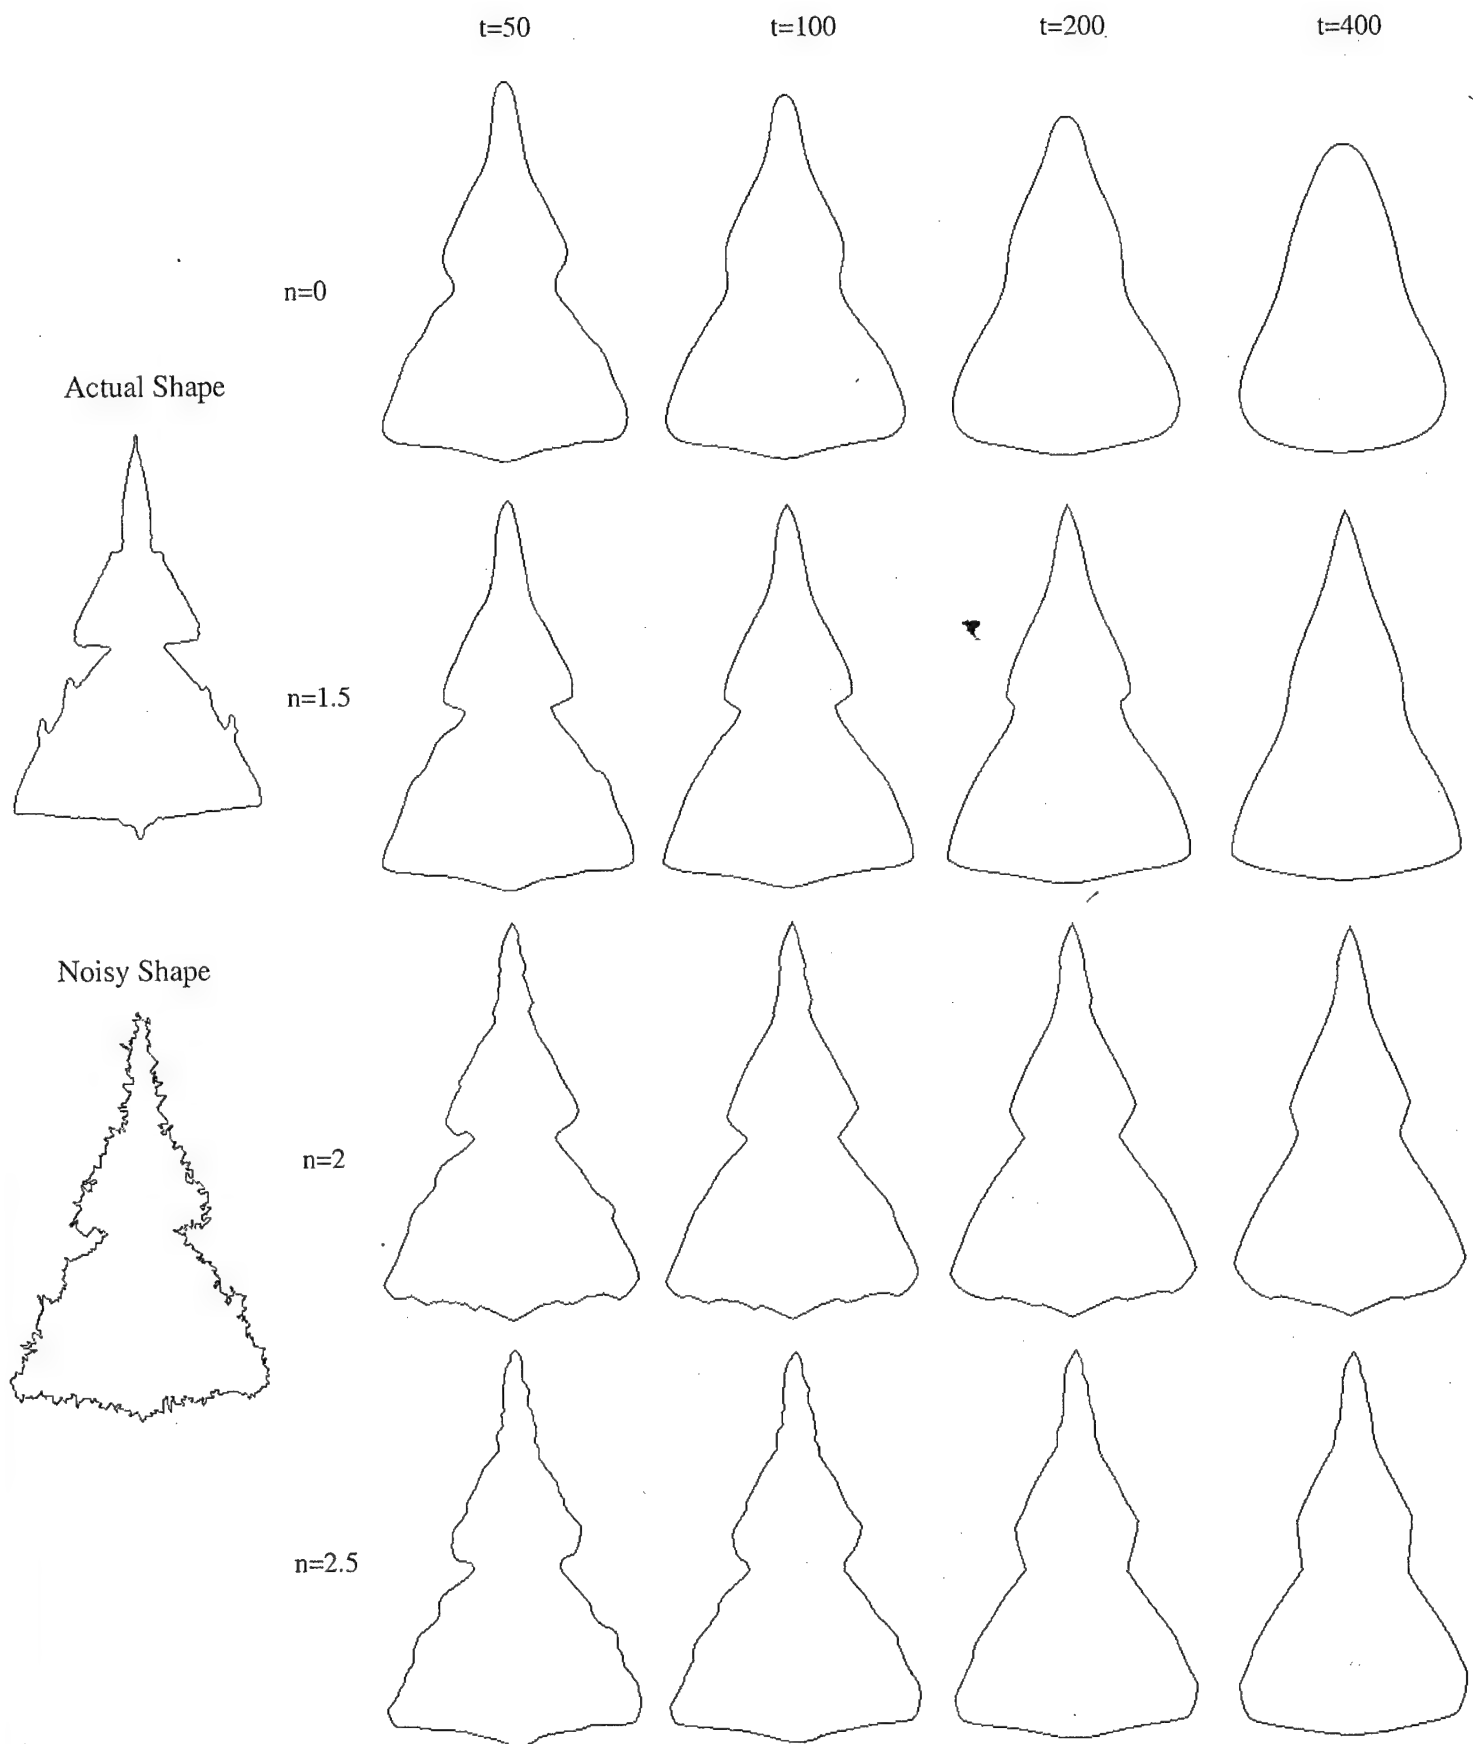 t=50
t=100
t=200
t=400
n=0
Actual Shape
n=1.5
Noisy Shape
n=2
n=2.5